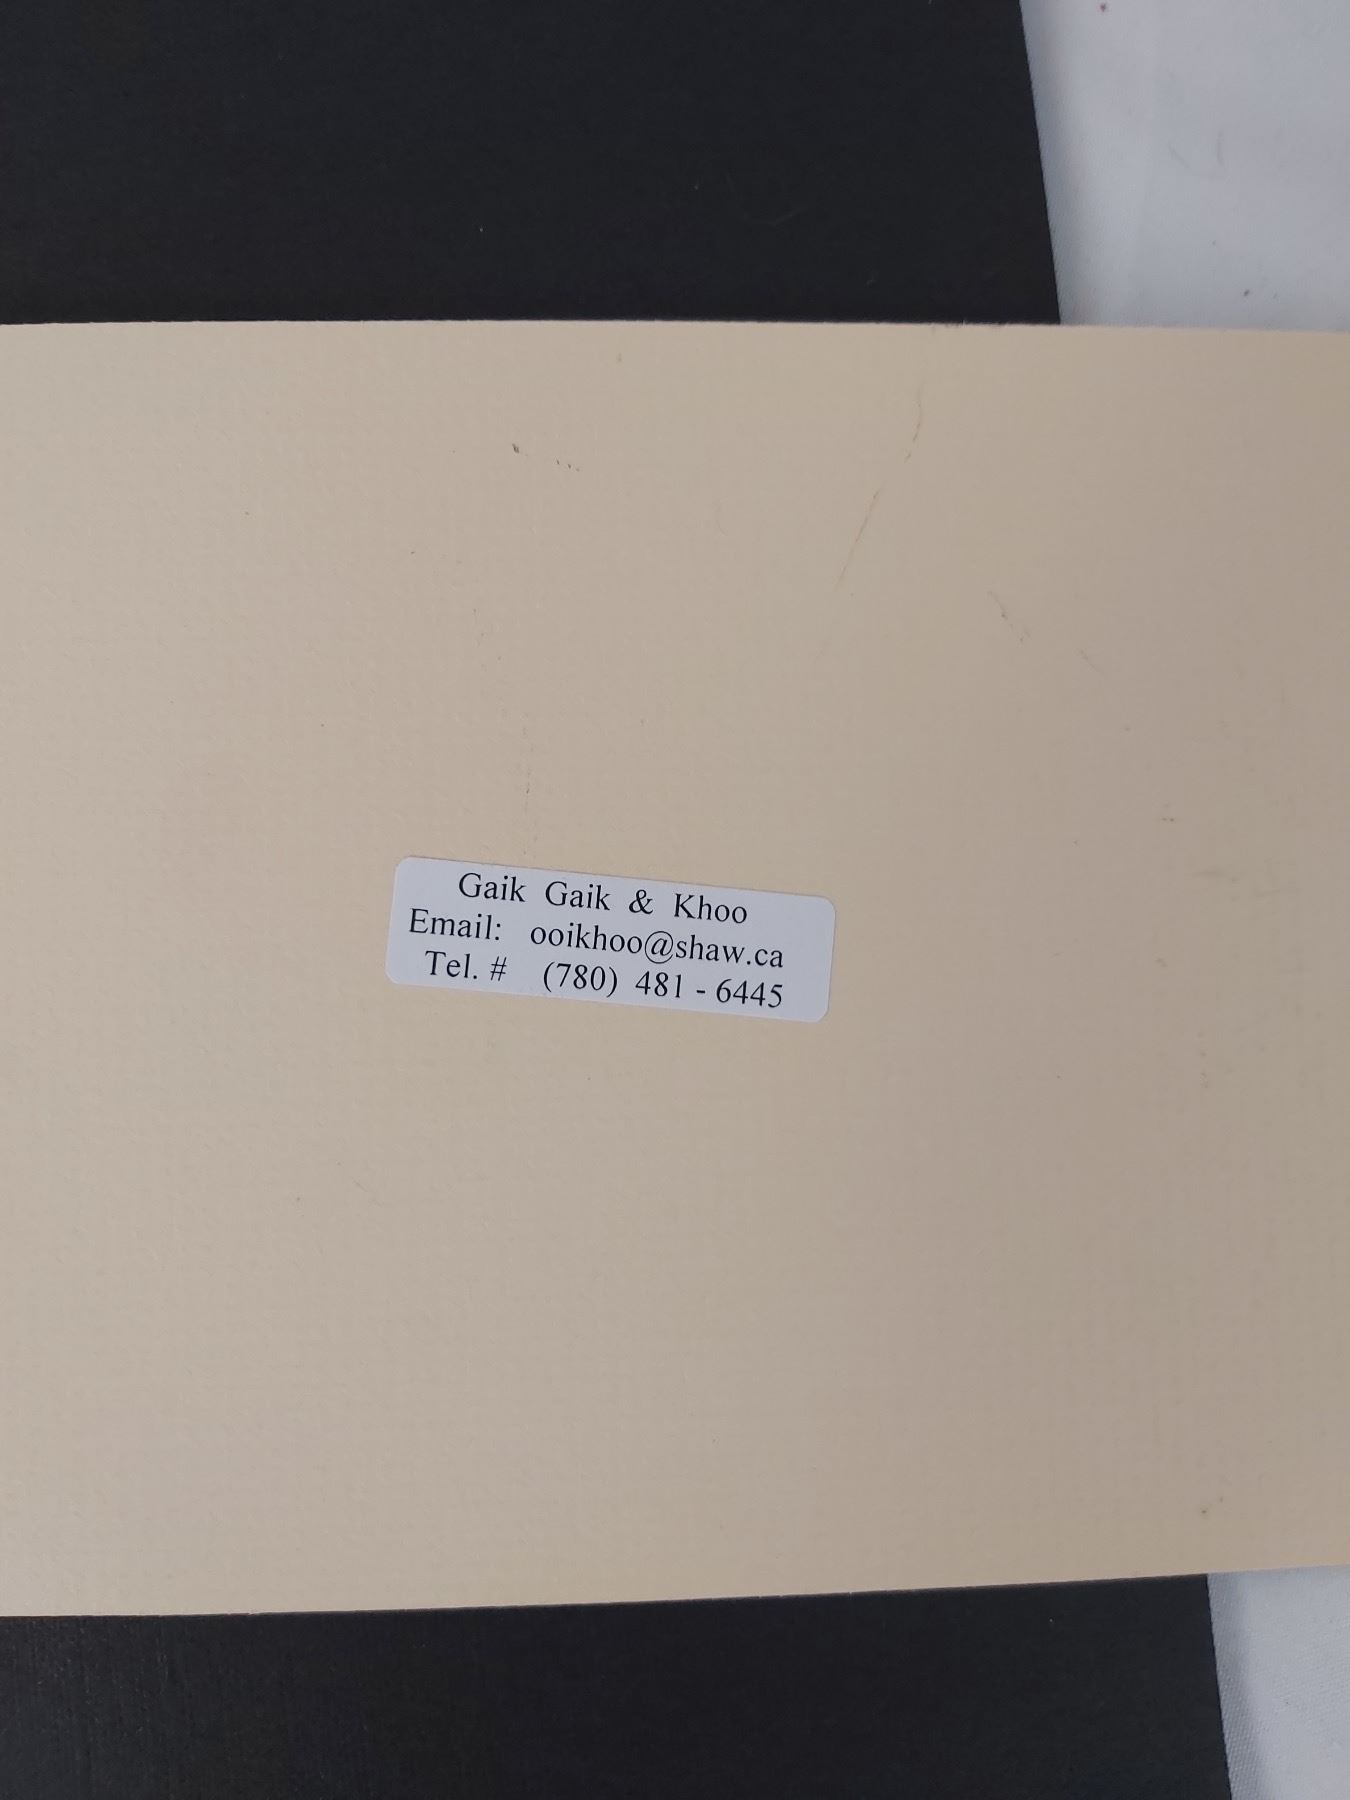 Gaik Gaik & Khoo
Email: ooikhoo@shaw.ca
Tel. # (780) 481 - 6445